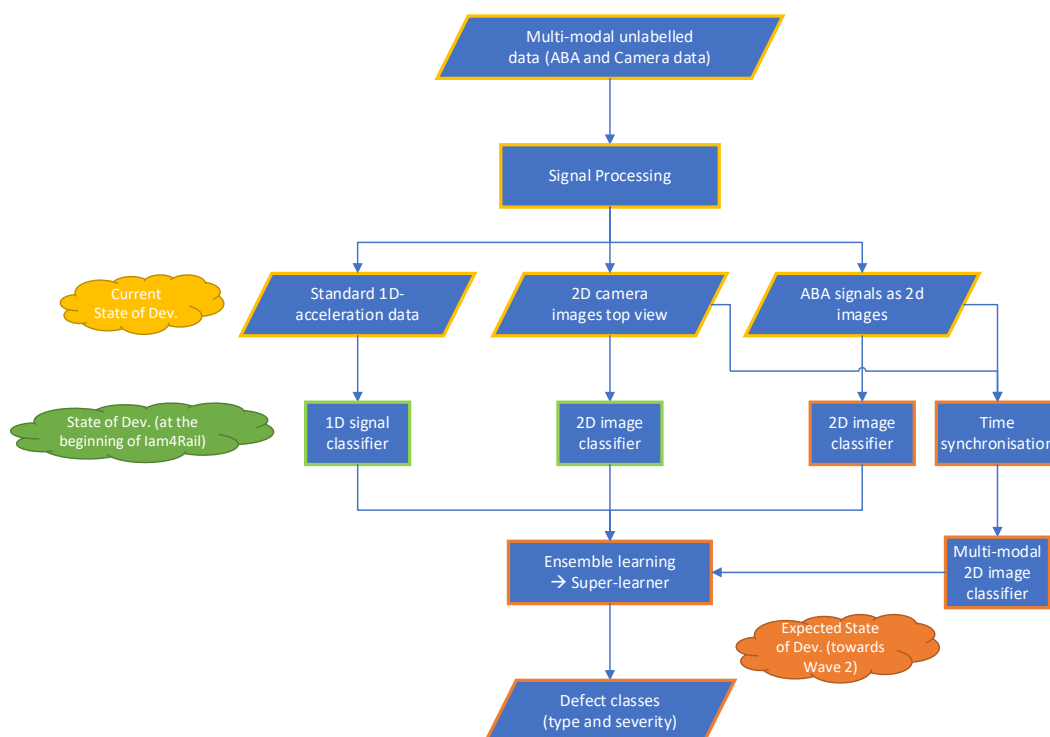 Multi-modal unlabelled
data (ABA and Camera data)
Signal Processing
Current
State of Dev.
Standard 1D-
acceleration data
2D camera
images top view
ABA signals as 2d
images
State of Dev. (at the
beginning of Iam4Rail)
1D signal
classifier
2D image
classifier
2D image
classifier
Time
synchronisation
Ensemble learning
→ Super-learner
Multi-modal
2D image
classifier
Expected State
of Dev. (towards
Wave 2)
Defect classes
(type and severity)